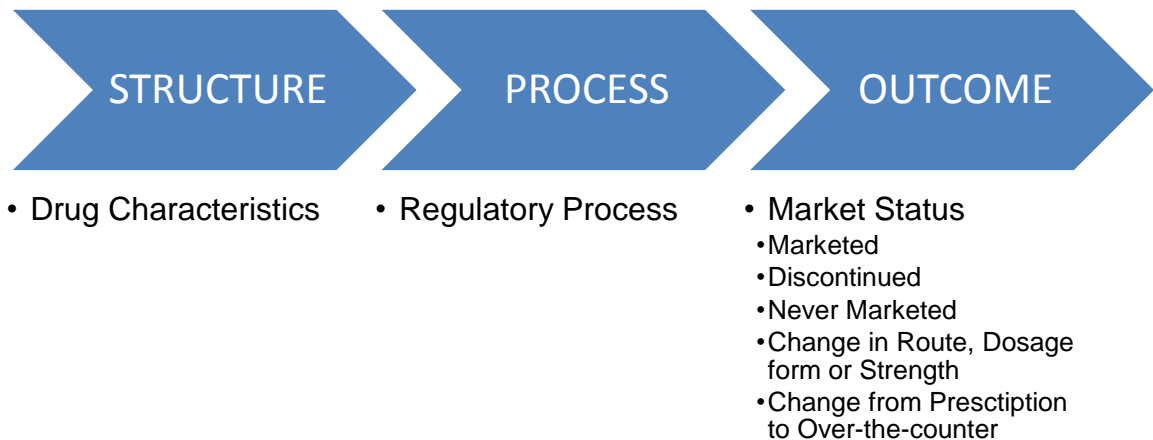 STRUCTURE
PROCESS
OUTCOME
• Drug Characteristics
• Regulatory Process
• Market Status
•Marketed
•Discontinued
•Never Marketed
•Change in Route, Dosage
form or Strength
•Change from Presctiption
to Over-the-counter